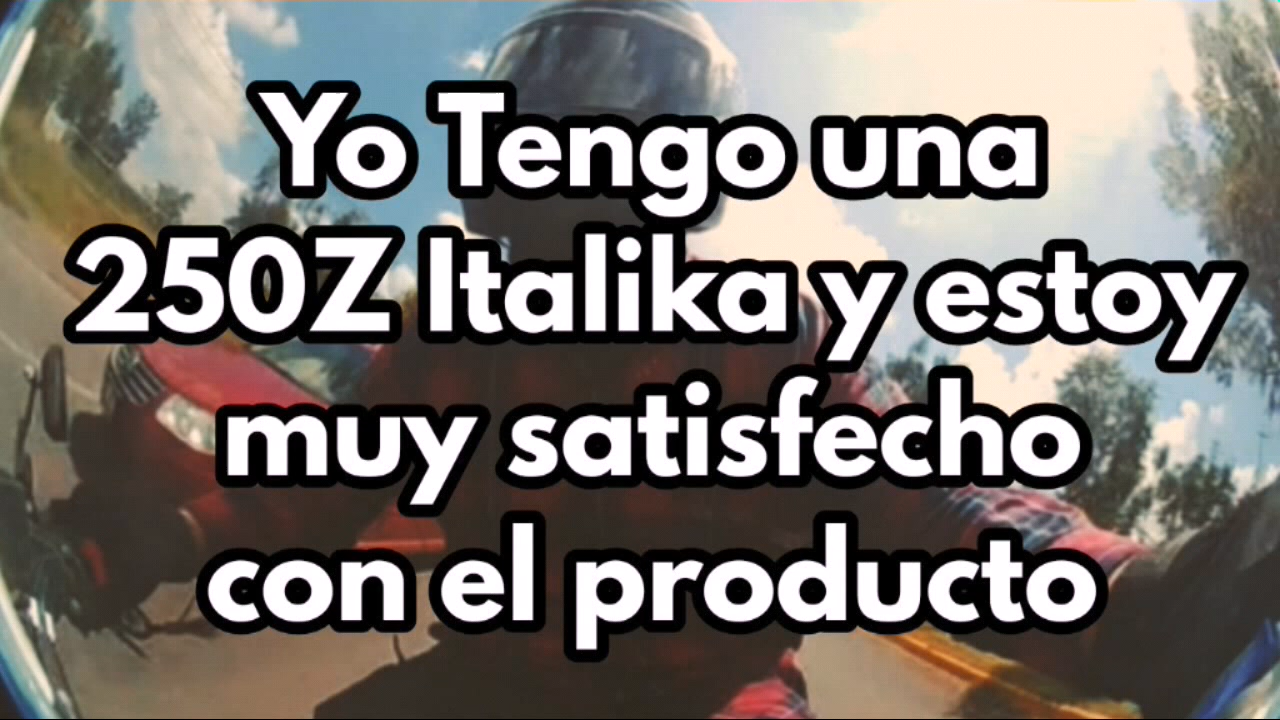 Yo Tengo una
250Z Italika y estoy
muy satisfecho
con el producto